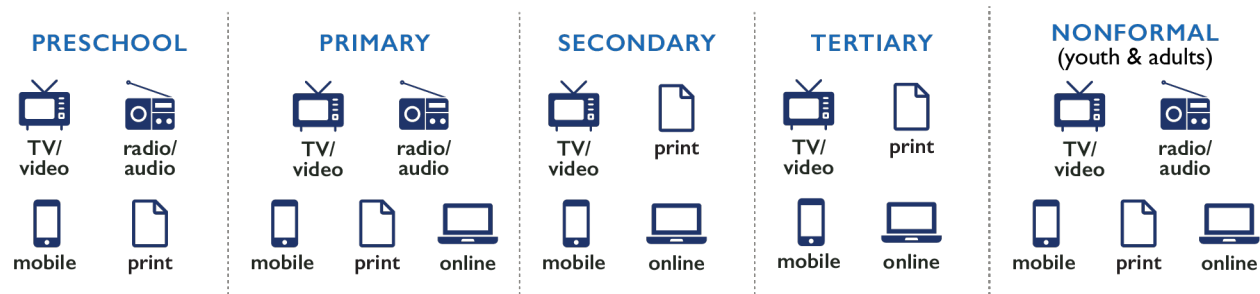 PRESCHOOL
TV/
video
radio/
audio
mobile
print
PRIMARY
TV/
video
radio/
audio
mobile
print
online
SECONDARY
TV/
video
print
mobile
online
TERTIARY
TV/
video
print
mobile
online
NONFORMAL
(youth & adults)
TV/
video
radio/
audio
mobile
print
online